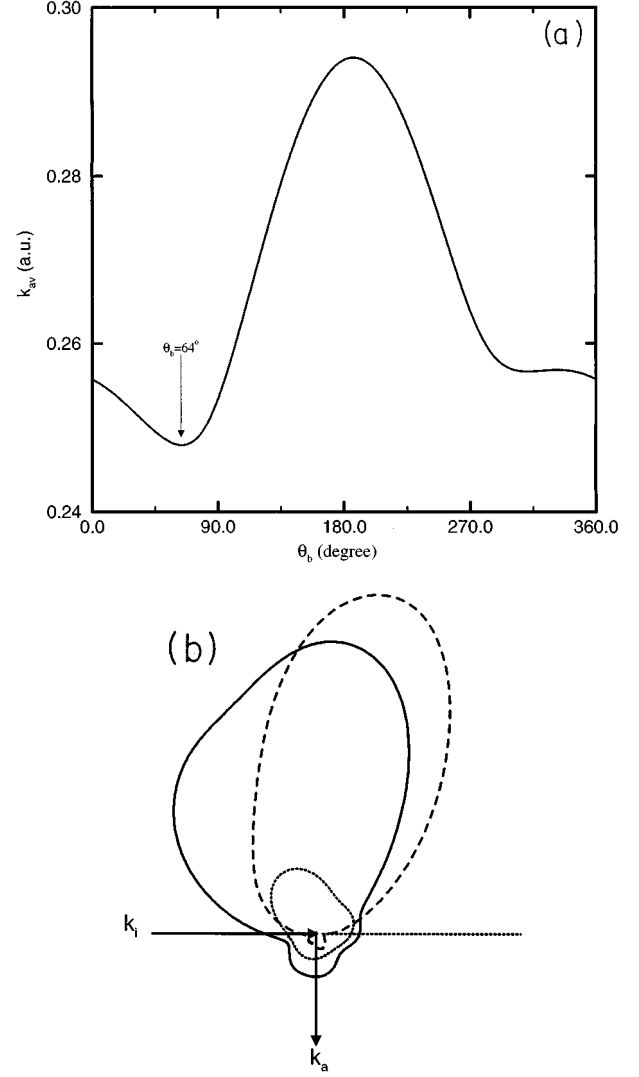 0.30
(a)
0.28
k_av (a.u.)
θ_b=64°
0.26
0.24
0.0 90.0 180.0 270.0 360.0
θ_b (degree)
(b)
k_i
k_a